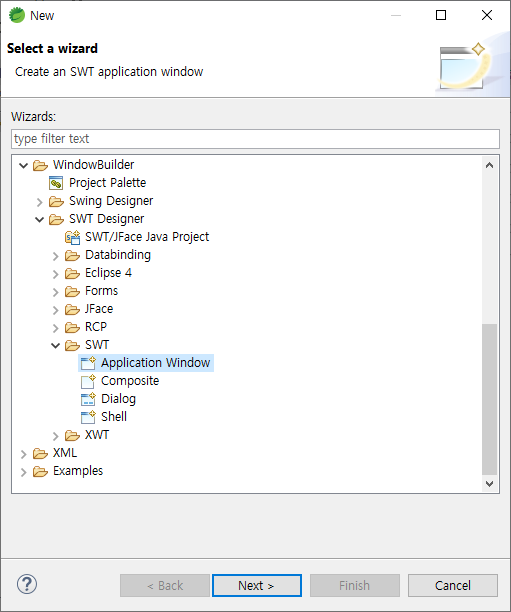 New
Select a wizard
Create an SWT application window
Wizards:
type filter text
WindowBuilder
Project Palette
Swing Designer
SWT Designer
SWT/JFace Java Project
Databinding
Eclipse 4
Forms
JFace
RCP
SWT
Application Window
Composite
Dialog
Shell
XWT
XML
Examples
? < Back Next > Finish Cancel